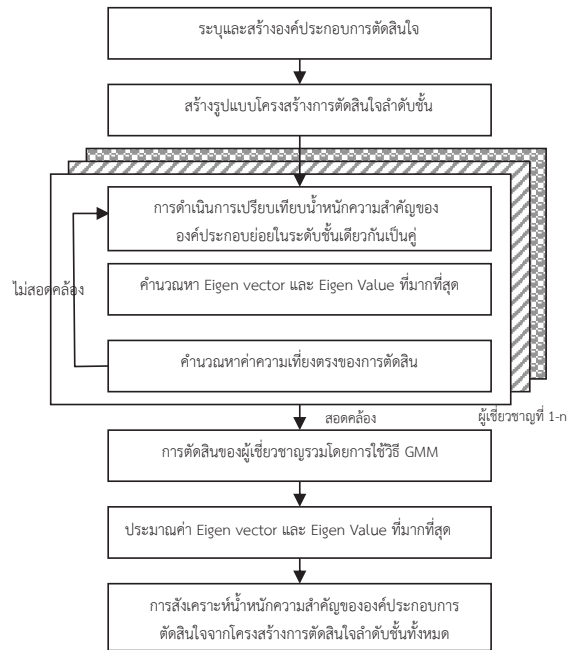 ระบุและสร้างองค์ประกอบการตัดสินใจ
สร้างรูปแบบโครงสร้างการตัดสินใจลำดับชั้น
การดำเนินการเปรียบเทียบน้ำหนักความสำคัญของ
องค์ประกอบย่อยในระดับชั้นเดียวกันเป็นคู่
ไม่สอดคล้อง
คำนวณหา Eigen vector และ Eigen Value ที่มากที่สุด
คำนวณหาค่าความเที่ยงตรงของการตัดสิน
สอดคล้อง
ผู้เชี่ยวชาญที่ 1-n
การตัดสินของผู้เชี่ยวชาญรวมโดยการใช้วิธี GMM
ประมาณค่า Eigen vector และ Eigen Value ที่มากที่สุด
การสังเคราะห์น้ำหนักความสำคัญขององค์ประกอบการ
ตัดสินใจจากโครงสร้างการตัดสินใจลำดับชั้นทั้งหมด